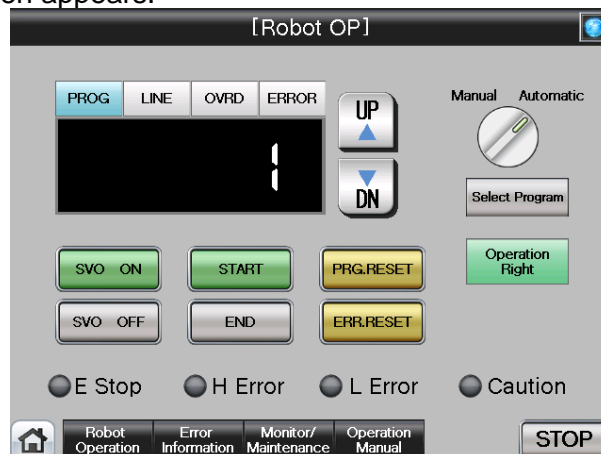 on appears.
[Robot OP]
PROG LINE OVRD ERROR
UP
Manual Automatic
1
DN
Select Program
SVO ON START PRG.RESET
Operation
Right
SVO OFF END ERR.RESET
E Stop H Error L Error Caution
Robot Operation Error Information Monitor/ Maintenance Operation Manual STOP